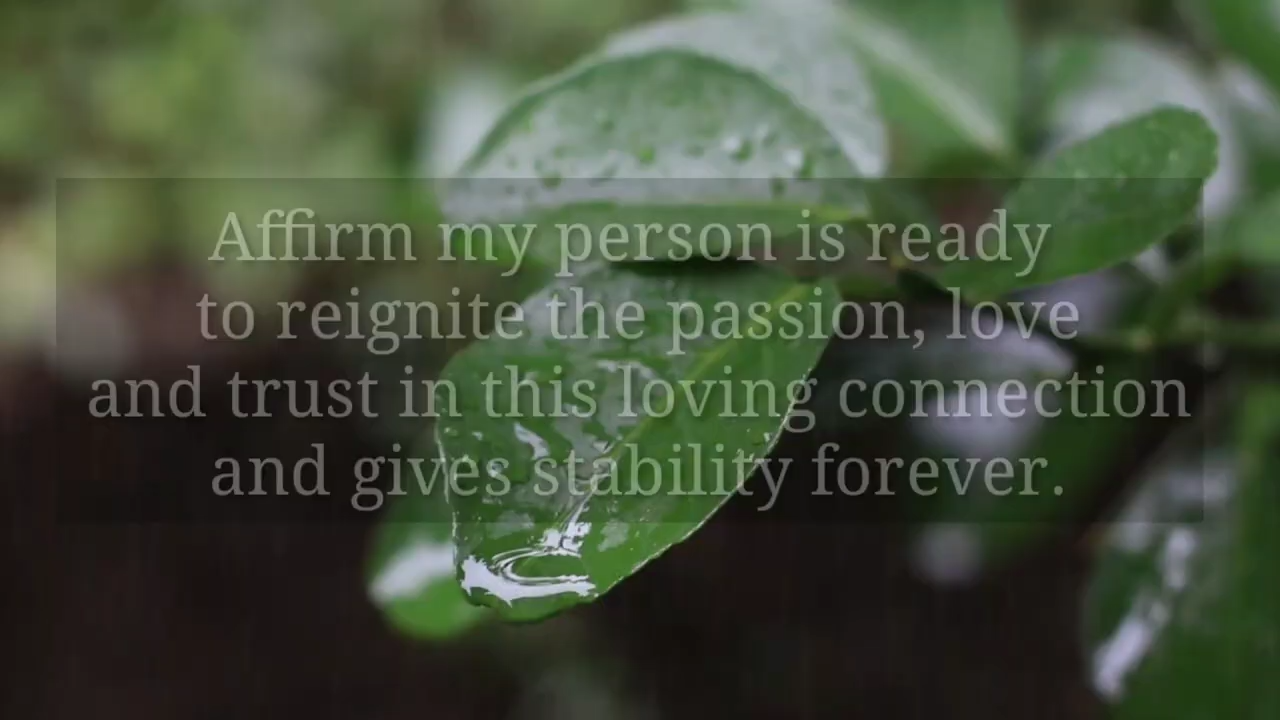 Affirm my person is ready
to reignite the passion, love
and trust in this loving connection
and gives stability forever.